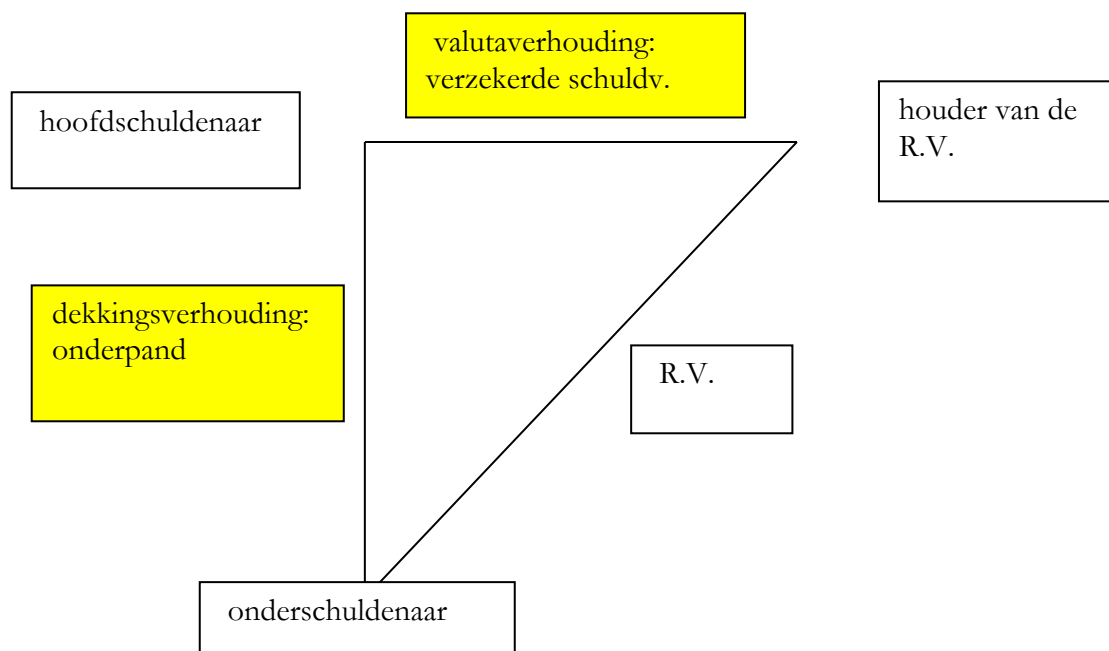 valutaverhouding:
verzekerde schuldv.
hoofdschuldenaar
houder van de
R.V.
dekkingsverhouding:
onderpand
R.V.
onderschuldenaar